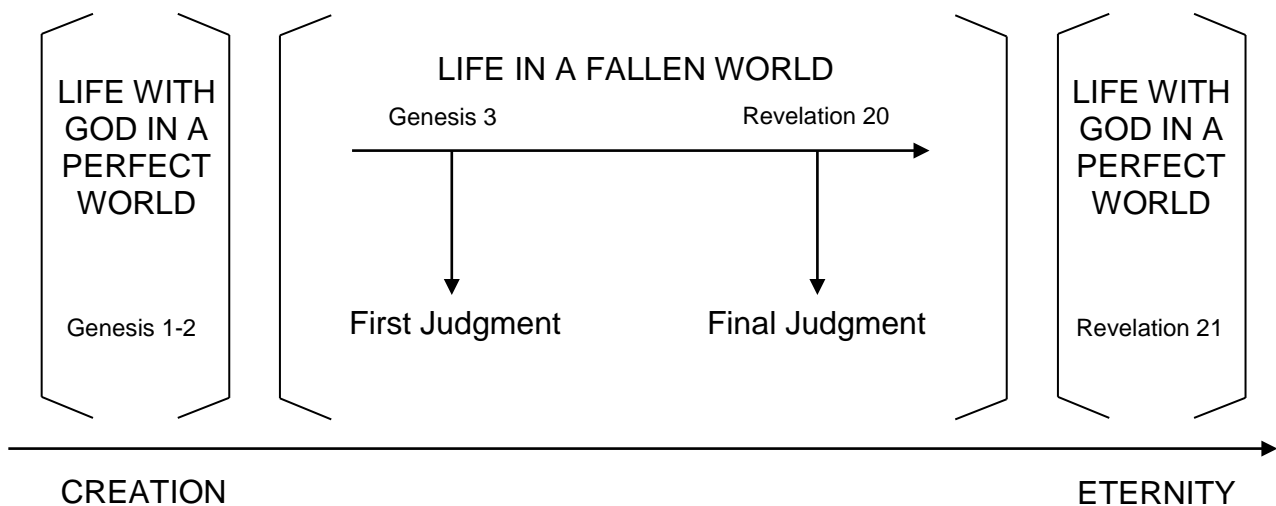 LIFE WITH
GOD IN A
PERFECT
WORLD
Genesis 1-2
LIFE IN A FALLEN WORLD
Genesis 3
Revelation 20
First Judgment
Final Judgment
LIFE WITH
GOD IN A
PERFECT
WORLD
Revelation 21
CREATION
ETERNITY